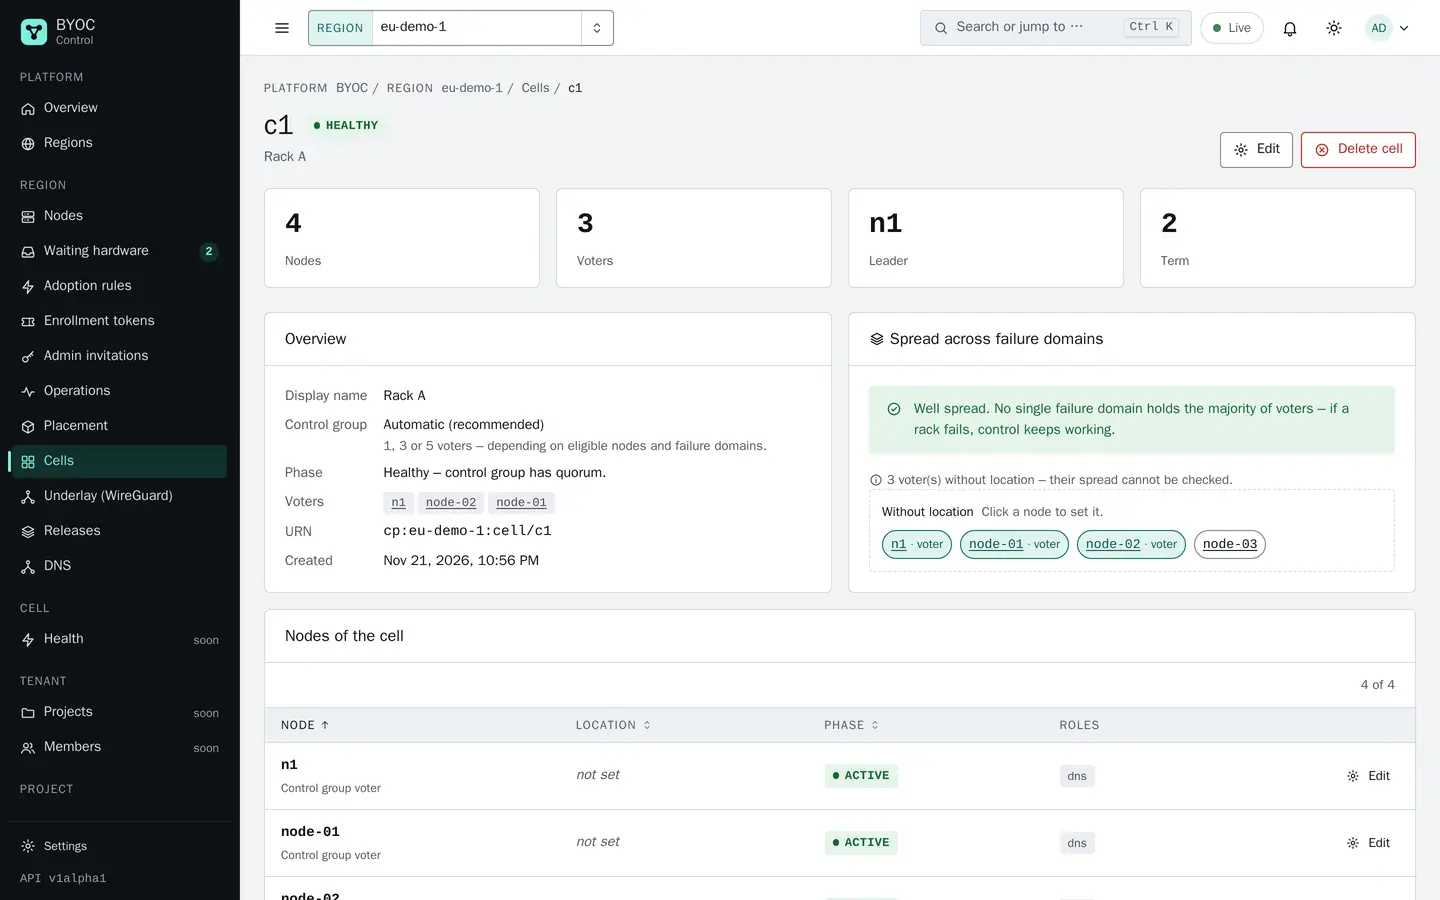 BYOC
Control
PLATFORM
Overview
Regions
REGION
Nodes
Waiting hardware 2
Adoption rules
Enrollment tokens
Admin invitations
Operations
Placement
Cells
Underlay (WireGuard)
Releases
DNS
CELL
Health soon
TENANT
Projects soon
Members soon
PROJECT
Settings
API v1alpha1
REGION eu-demo-1
Search or jump to ··· Ctrl K
Live
AD
PLATFORM BYOC / REGION eu-demo-1 / Cells / c1
c1 HEALTHY
Rack A
Edit
Delete cell
4
Nodes
3
Voters
n1
Leader
2
Term
Overview
Display name Rack A
Control group Automatic (recommended)
1, 3 or 5 voters – depending on eligible nodes and failure domains.
Phase Healthy – control group has quorum.
Voters n1 node-02 node-01
URN cp:eu-demo-1:cell/c1
Created Nov 21, 2026, 10:56 PM
Spread across failure domains
Well spread. No single failure domain holds the majority of voters – if a
rack fails, control keeps working.
3 voter(s) without location – their spread cannot be checked.
Without location Click a node to set it.
n1 · voter node-01 · voter node-02 · voter node-03
Nodes of the cell
4 of 4
NODE ↑ LOCATION PHASE ROLES
n1 not set ACTIVE dns Edit
Control group voter
node-01 not set ACTIVE dns Edit
Control group voter
node-02